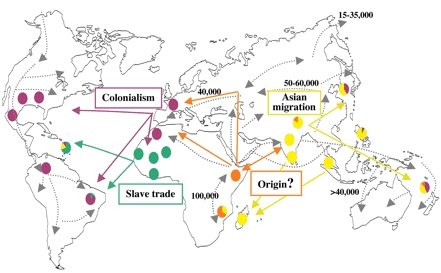 15-35,000
50-60,000
40,000
Colonialism
Asian
migration
Slave trade
100,000
Origin?
>40,000